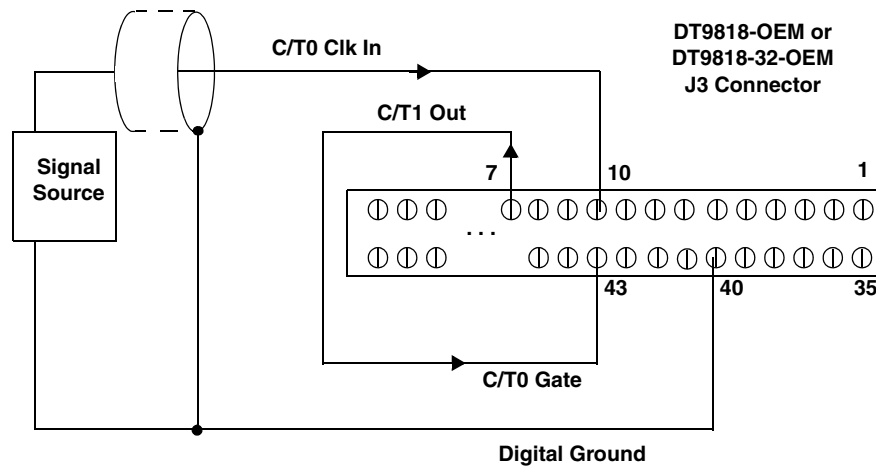 DT9818-OEM or
DT9818-32-OEM
J3 Connector
C/T0 Clk In
C/T1 Out
Signal
Source
7
10
1
. . .
43
40
35
C/T0 Gate
Digital Ground